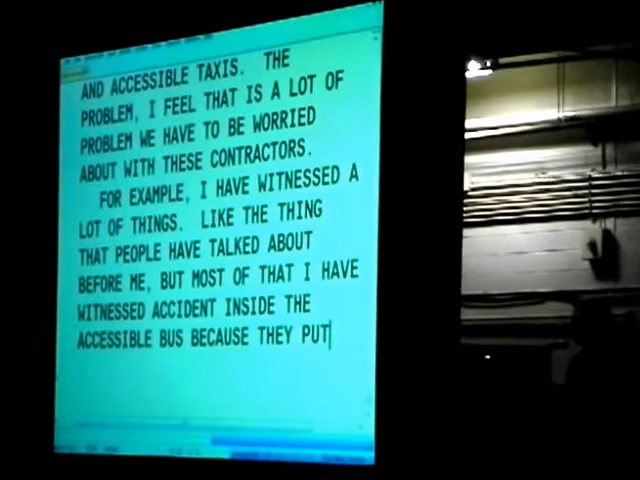 AND ACCESSIBLE TAXIS. THE
PROBLEM, I FEEL THAT IS A LOT OF
PROBLEM WE HAVE TO BE WORRIED
ABOUT WITH THESE CONTRACTORS.
FOR EXAMPLE, I HAVE WITNESSED A
LOT OF THINGS. LIKE THE THING
THAT PEOPLE HAVE TALKED ABOUT
BEFORE ME, BUT MOST OF THAT I HAVE
WITNESSED ACCIDENT INSIDE THE
ACCESSIBLE BUS BECAUSE THEY PUT